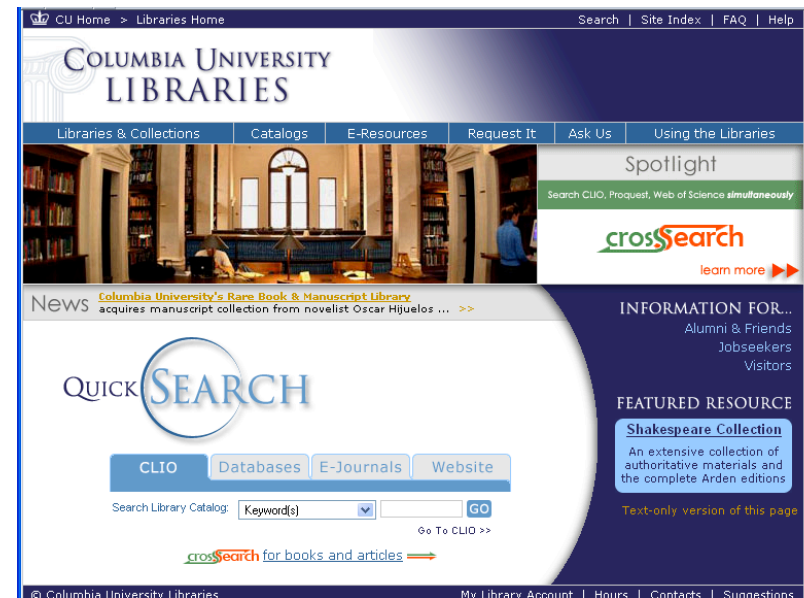 CU Home > Libraries Home
Search | Site Index | FAQ | Help
COLUMBIA UNIVERSITY
LIBRARIES
Libraries & Collections Catalogs E-Resources Request It Ask Us Using the Libraries
Spotlight
Search CLIO, Proquest, Web of Science simultaneously
crossSearch
learn more
News
Columbia University's Rare Book & Manuscript Library
acquires manuscript collection from novelist Oscar Hijuelos ... >>
QUICK SEARCH
CLIO Databases E-Journals Website
Search Library Catalog: Keyword(s) GO
Go To CLIO >>
crossSearch for books and articles
INFORMATION FOR...
Alumni & Friends
Jobseekers
Visitors
FEATURED RESOURCE
Shakespeare Collection
An extensive collection of
authoritative materials and
the complete Arden editions
Text-only version of this page
© Columbia University Libraries
My Library Account | Hours | Contacts | Suggestions